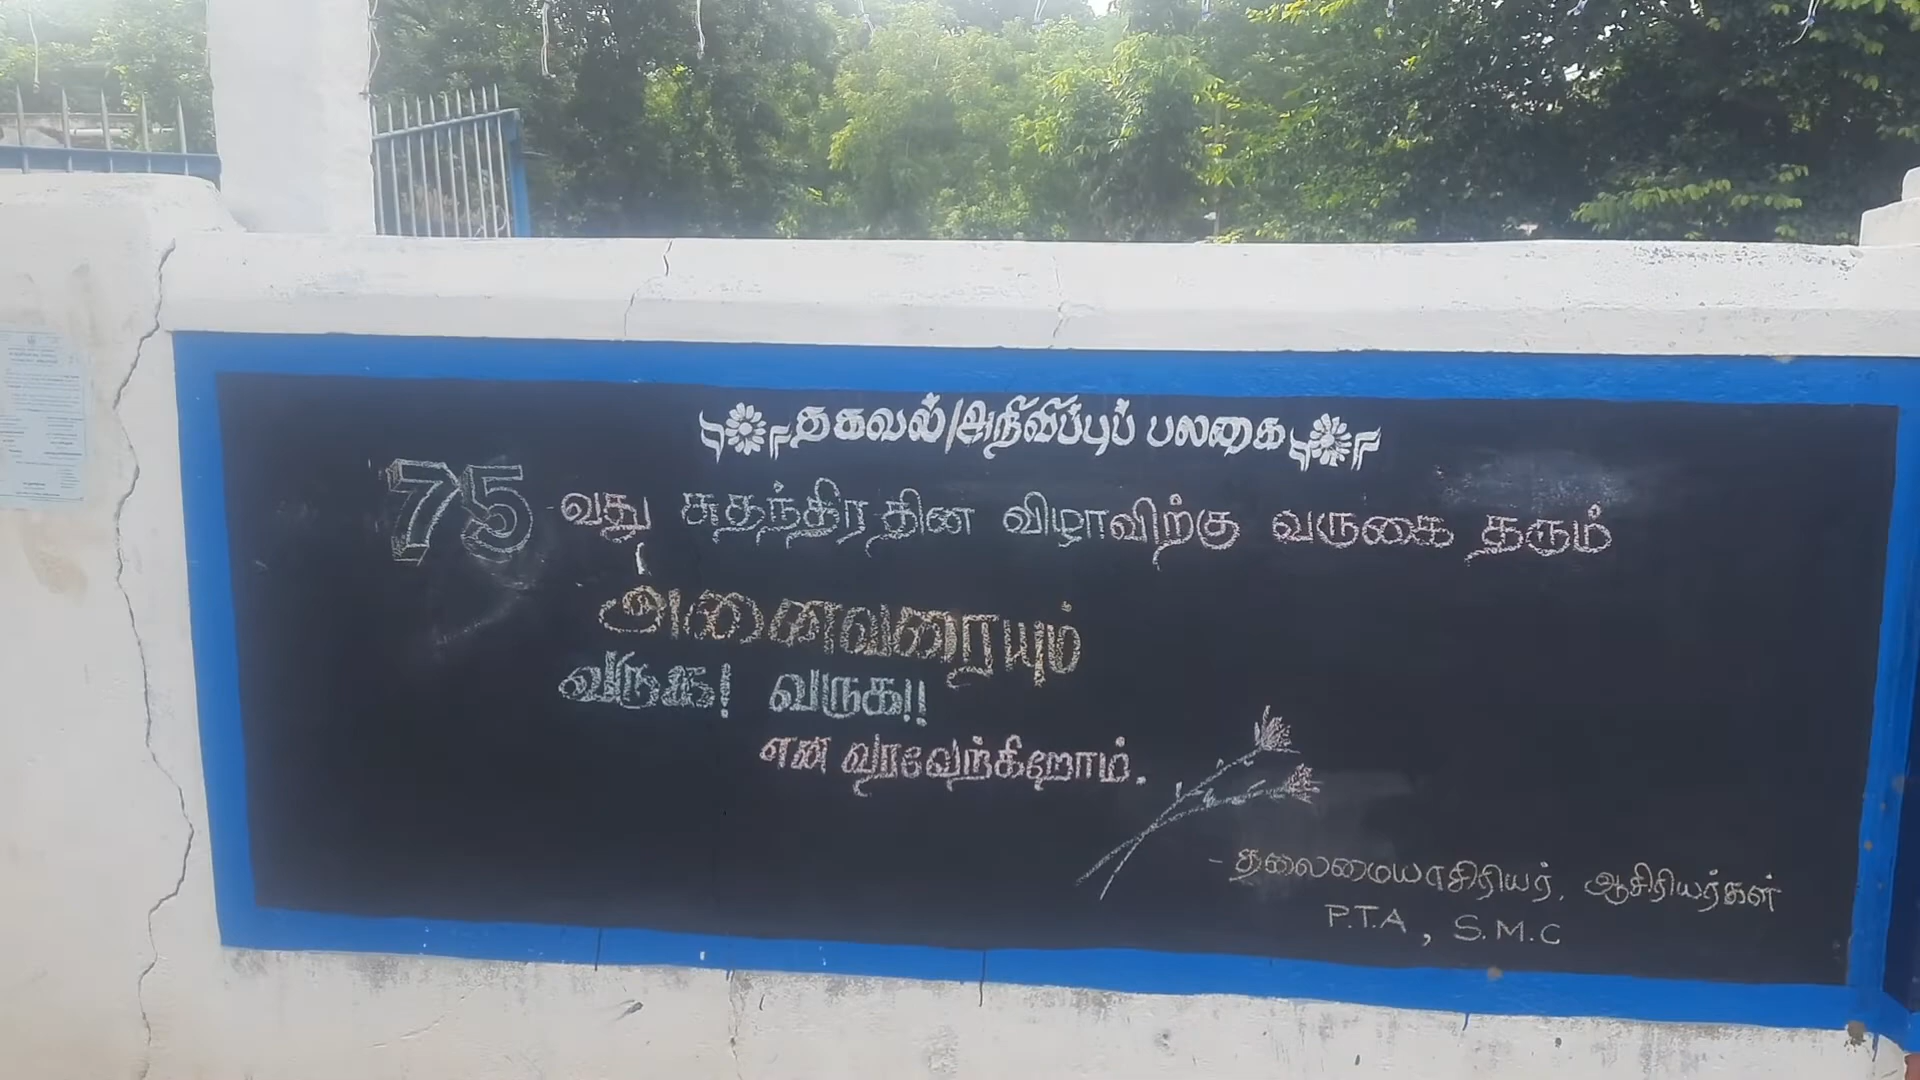 தகவல்/அறிவிப்புப் பலகை
75 வது சுதந்திர தின விழாவிற்கு வருகை தரும்
அனைவரையும்
வருக! வருக!!
என வரவேற்கிறோம்.
- தலைமையாசிரியர், ஆசிரியர்கள்
P.T.A , S.M.C